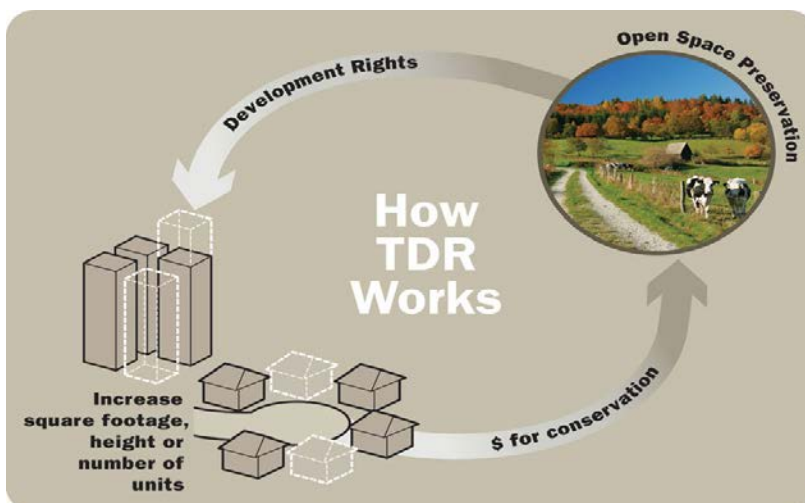 Open Space Preservation
Development Rights
How
TDR
Works
Increase
square footage,
height or
number of
units
$ for conservation